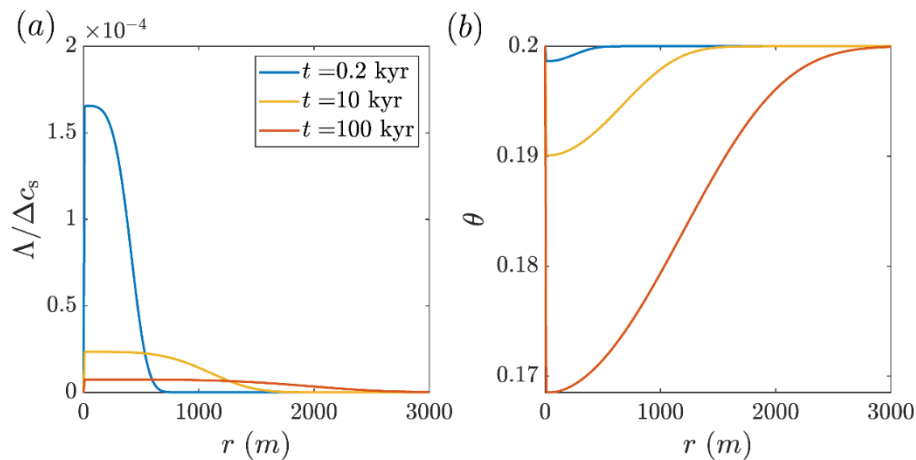 (a)
×10⁻⁴
2
1.5
1
0.5
0
Λ/Δcₛ
0 1000 2000 3000
r (m)
t =0.2 kyr
t =10 kyr
t =100 kyr
(b)
0.2
0.19
0.18
0.17
θ
0 1000 2000 3000
r (m)